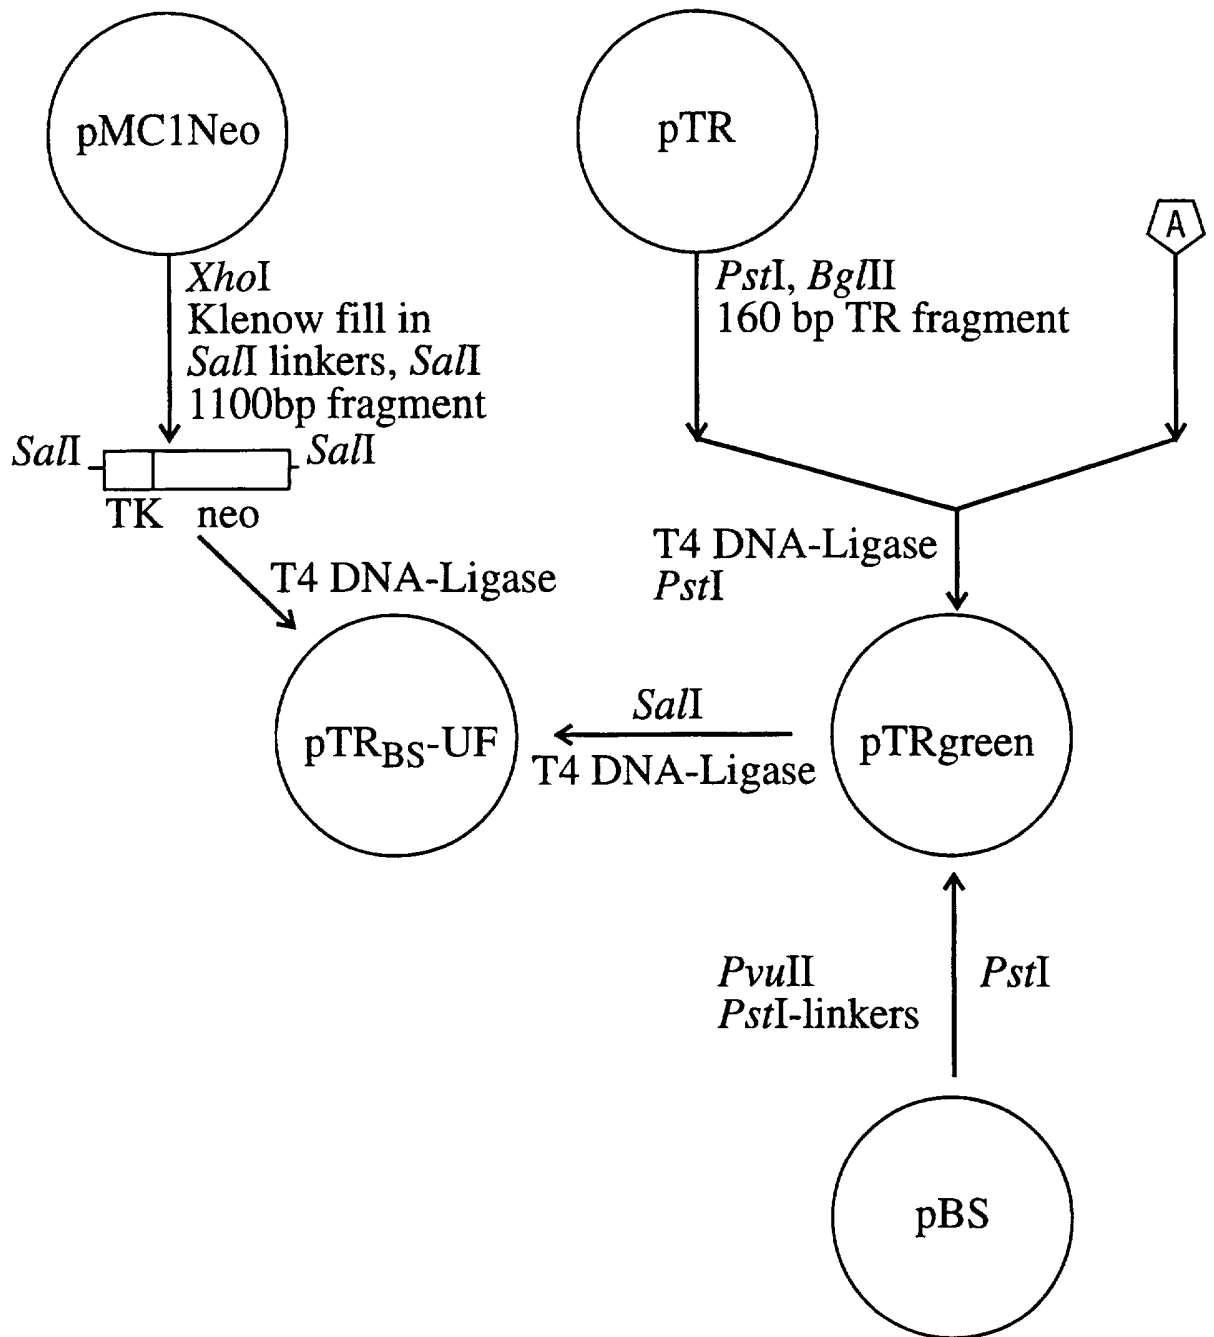 pMC1Neo
pTR
A
XhoI
Klenow fill in
SalI linkers, SalI
1100bp fragment
PstI, BglII
160 bp TR fragment
SalI
SalI
TK neo
T4 DNA-Ligase
T4 DNA-Ligase
PstI
pTRBS-UF
SalI
T4 DNA-Ligase
pTRgreen
PvuII
PstI-linkers
PstI
pBS